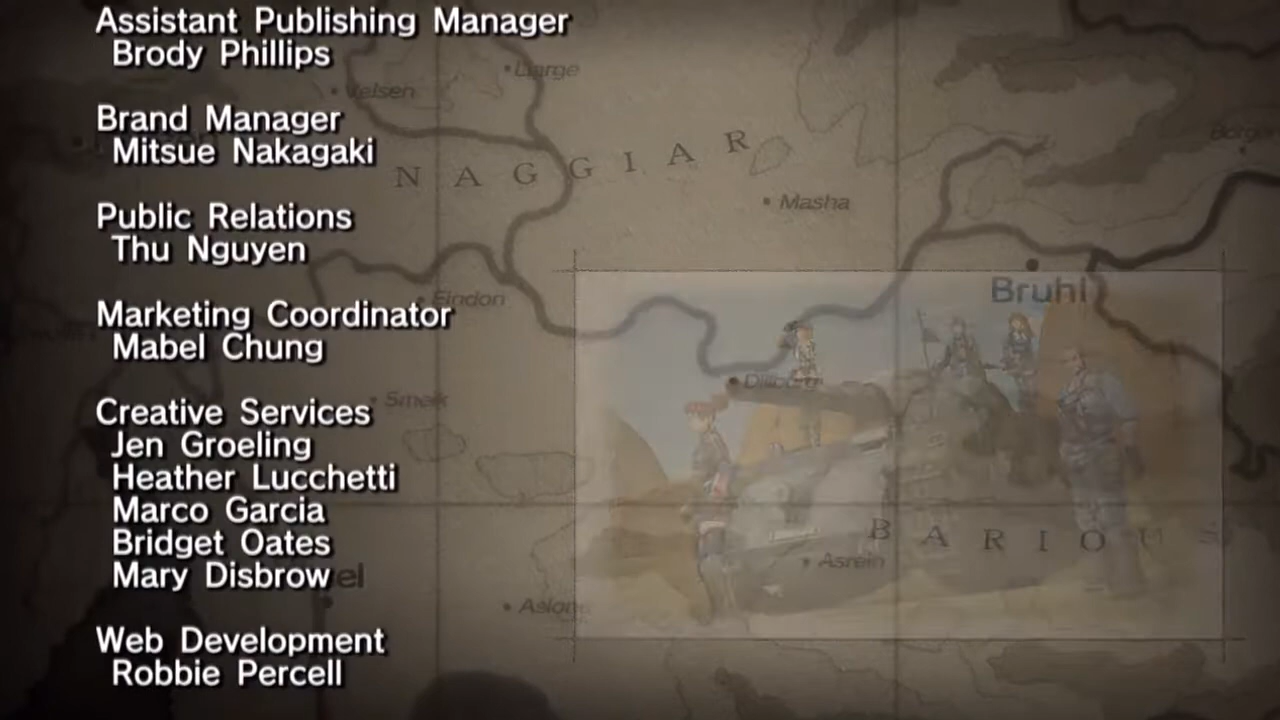 Assistant Publishing Manager
Brody Phillips
Brand Manager
Mitsue Nakagaki
Public Relations
Thu Nguyen
Marketing Coordinator
Mabel Chung
Creative Services
Jen Groeling
Heather Lucchetti
Marco Garcia
Bridget Oates
Mary Disbrow
Web Development
Robbie Percell
Velsen
NAGGIAR
Masha
Eindon
Bruhl
BARIOUS
Asrein